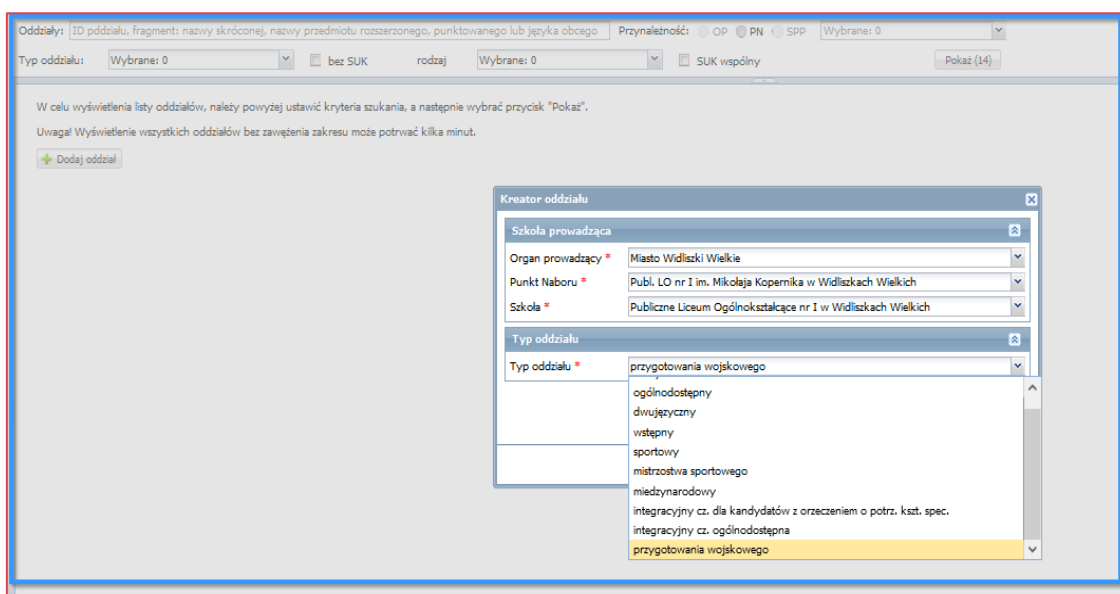 Oddziały: ID pddziału, fragment: nazwy skróconej, nazwy przedmiotu rozszerzonego, punktowanego lub języka obcego Przynależność: OP PN SPP Wybrane: 0
Typ oddziału: Wybrane: 0 bez SUK rodzaj Wybrane: 0 SUK wspólny Pokaż (14)
W celu wyświetlenia listy oddziałów, należy powyżej ustawić kryteria szukania, a następnie wybrać przycisk "Pokaż".
Uwaga! Wyświetlenie wszystkich oddziałów bez zawężenia zakresu może potrwać kilka minut.
Dodaj oddział
Kreator oddziału
Szkoła prowadząca
Organ prowadzący * Miasto Widliszki Wielkie
Punkt Naboru * Publ. LO nr I im. Mikołaja Kopernika w Widliszkach Wielkich
Szkoła * Publiczne Liceum Ogólnokształcące nr I w Widliszkach Wielkich
Typ oddziału
Typ oddziału * przygotowania wojskowego
ogólnodostępny
dwujęzyczny
wstępny
sportowy
mistrzostwa sportowego
miedzynarodowy
integracyjny cz. dla kandydatów z orzeczeniem o potrz. kszt. spec.
integracyjny cz. ogólnodostępna
przygotowania wojskowego